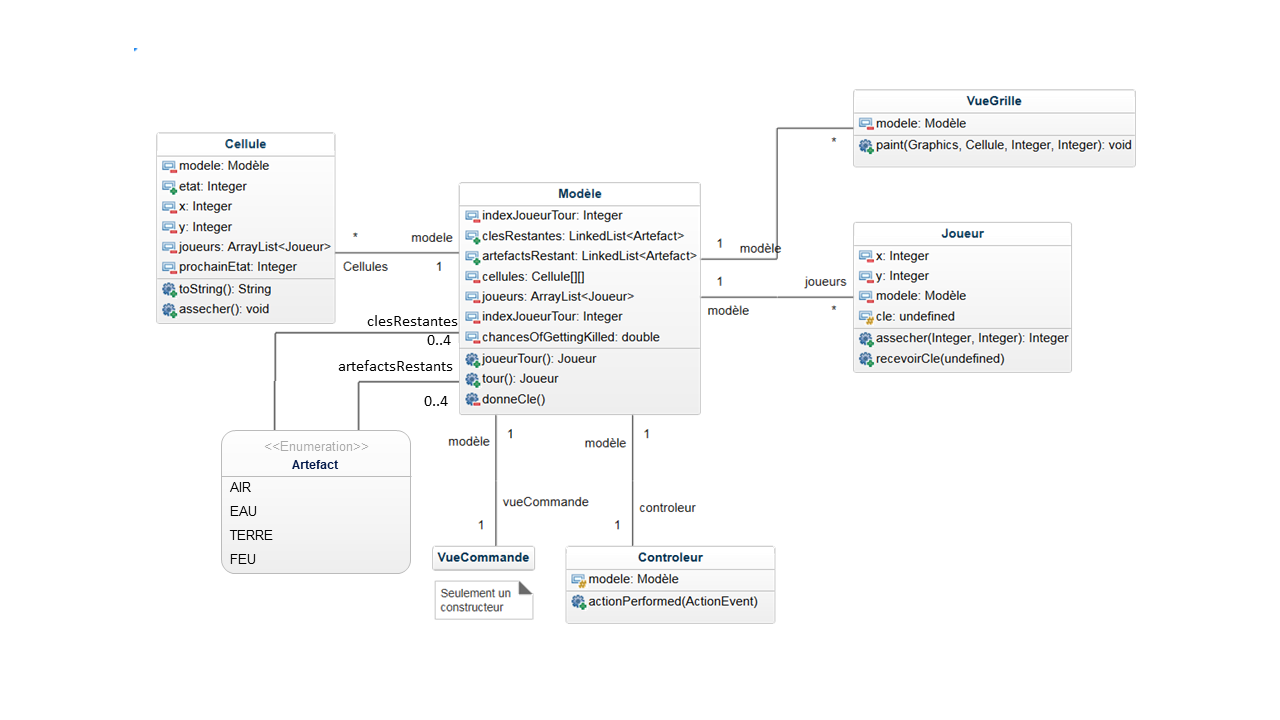 VueGrille
modele: Modèle
paint(Graphics, Cellule, Integer, Integer): void
*
Cellule
modele: Modèle
etat: Integer
x: Integer
y: Integer
joueurs: ArrayList<Joueur>
prochainEtat: Integer
toString(): String
assecher(): void
*
modele
Cellules
1
Modèle
indexJoueurTour: Integer
clesRestantes: LinkedList<Artefact>
artefactsRestant: LinkedList<Artefact>
cellules: Cellule[][]
joueurs: ArrayList<Joueur>
indexJoueurTour: Integer
chancesOfGettingKilled: double
joueurTour(): Joueur
tour(): Joueur
donneCle()
1
modèle
1
joueurs
modèle
*
Joueur
x: Integer
y: Integer
modele: Modèle
cle: undefined
assecher(Integer, Integer): Integer
recevoirCle(undefined)
clesRestantes
0..4
artefactsRestants
0..4
<<Enumeration>>
Artefact
AIR
EAU
TERRE
FEU
modèle
1
vueCommande
1
modèle
1
controleur
1
VueCommande
Seulement un
constructeur
Controleur
modele: Modèle
actionPerformed(ActionEvent)